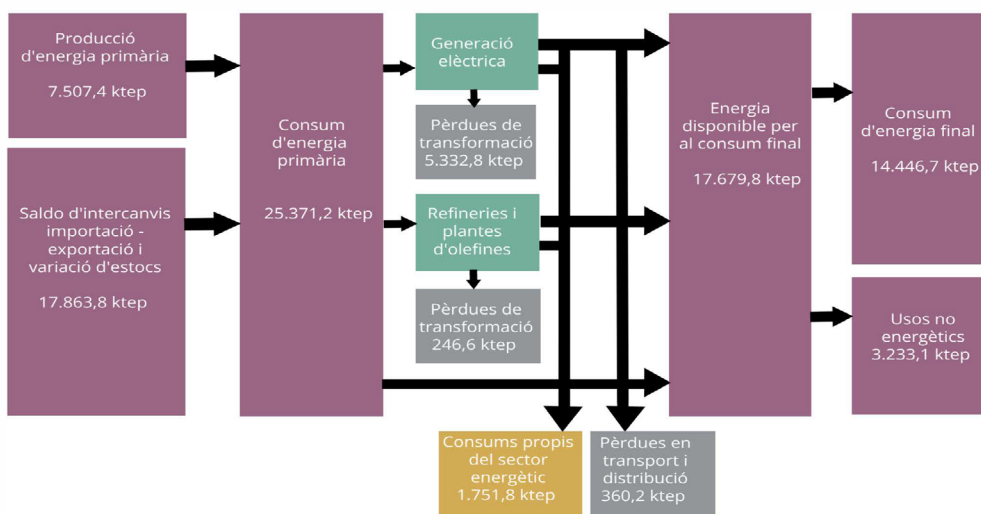 Producció
d'energia primària
7.507,4 ktep
Saldo d'intercanvis
importació -
exportació i
variació d'estocs
17.863,8 ktep
Consum
d'energia
primària
25.371,2 ktep
Generació
elèctrica
Pèrdues de
transformació
5.332,8 ktep
Refineries i
plantes
d'olefines
Pèrdues de
transformació
246,6 ktep
Consums propis
del sector
energètic
1.751,8 ktep
Pèrdues en
transport i
distribució
360,2 ktep
Energia
disponible per
al consum final
17.679,8 ktep
Consum
d'energia final
14.446,7 ktep
Usos no
energètics
3.233,1 ktep